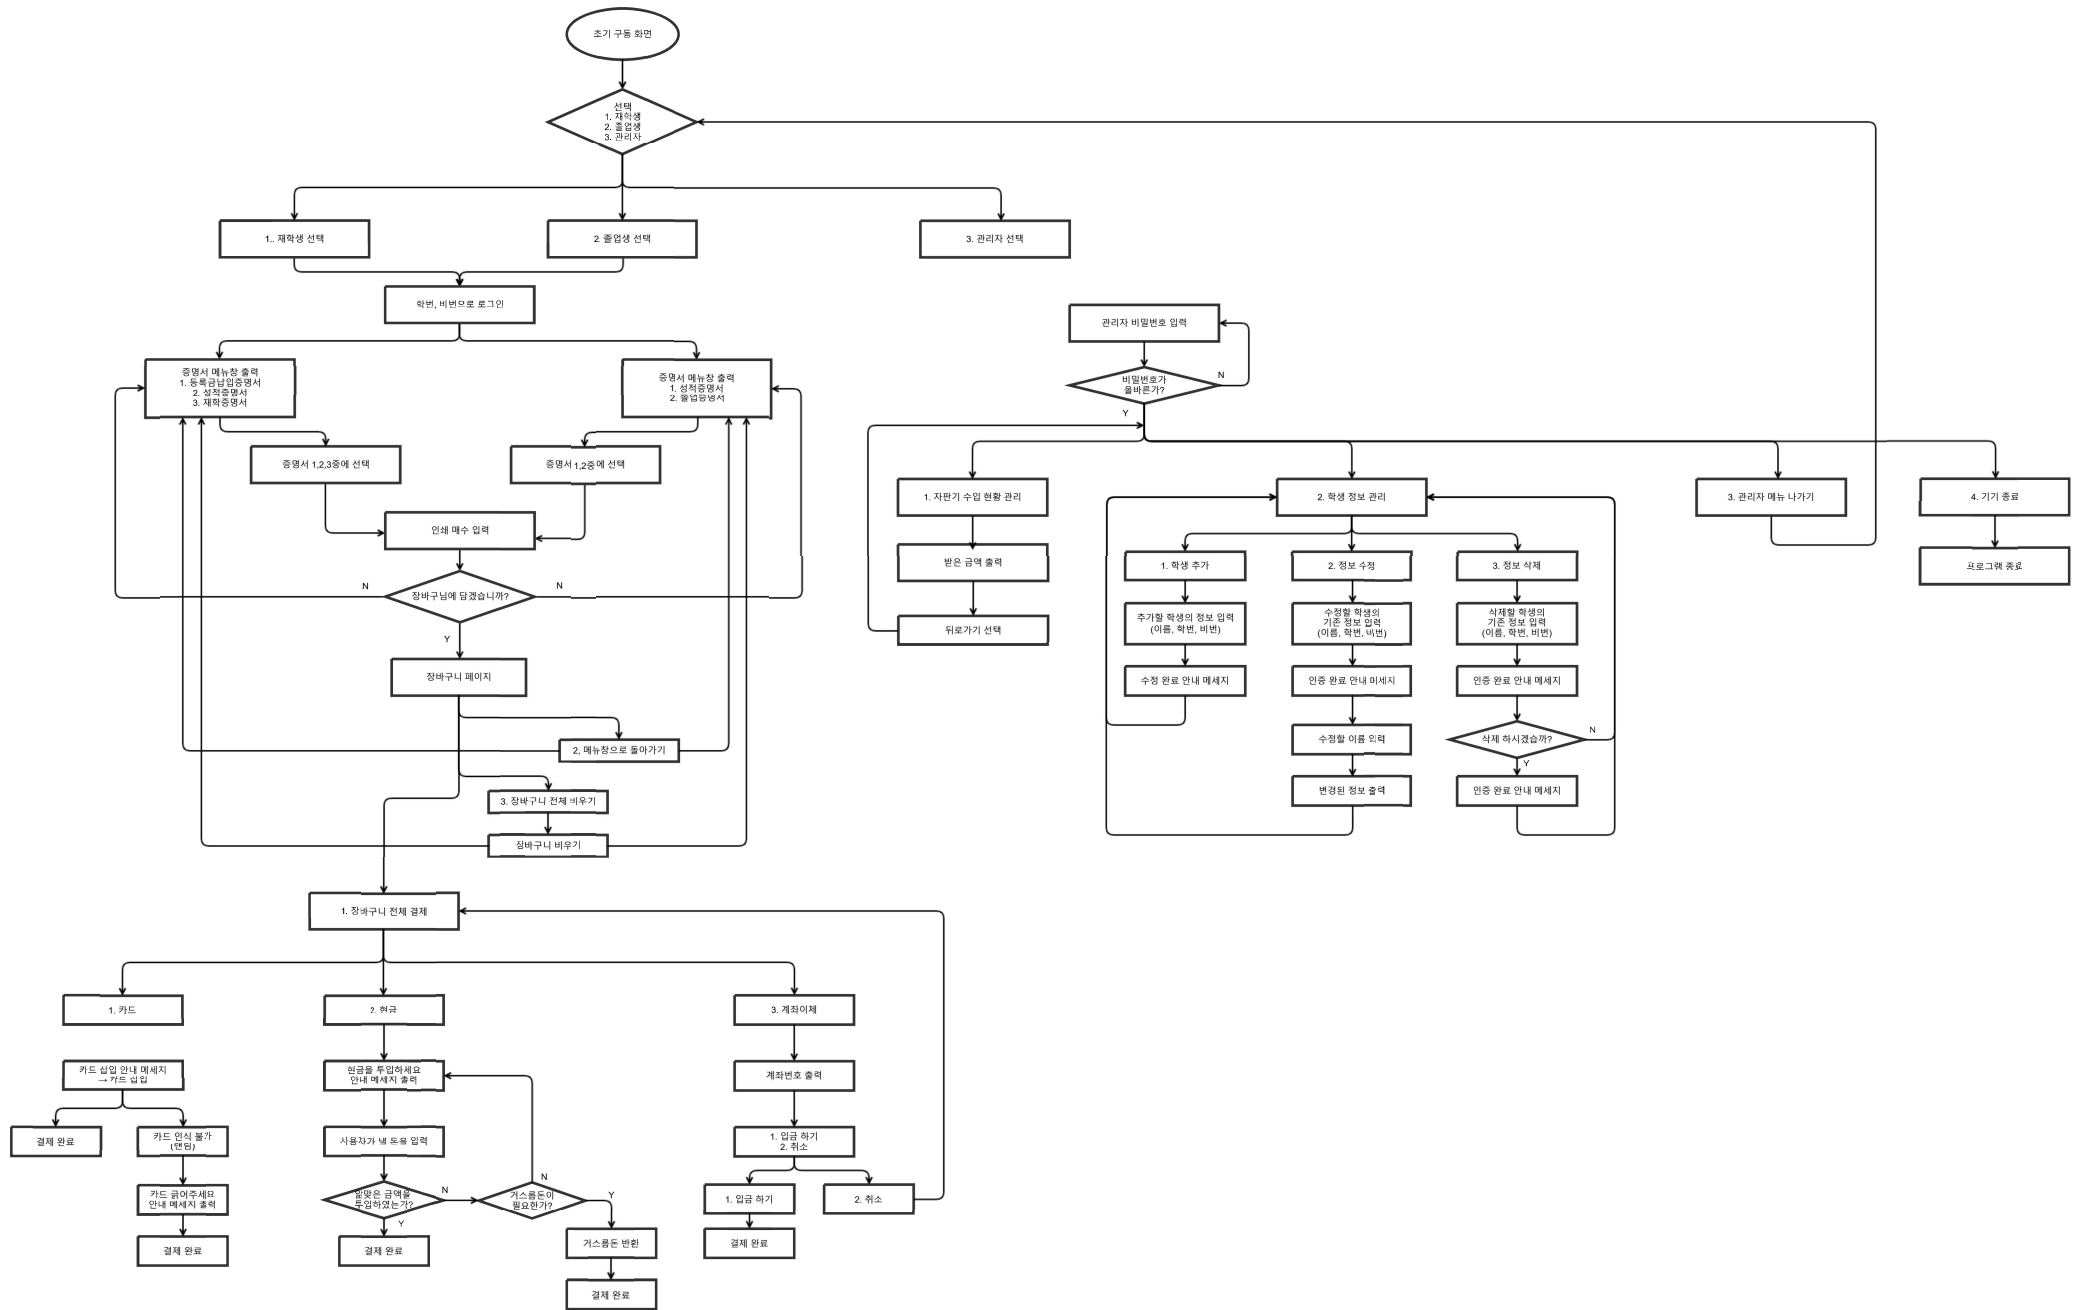 초기 구동 화면
선택
1. 재학생
2. 졸업생
3. 관리자
1.. 재학생 선택
2. 졸업생 선택
3. 관리자 선택
학번, 비번으로 로그인
증명서 메뉴창 출력
1. 등록금납입증명서
2. 성적증명서
3. 재학증명서
증명서 메뉴창 출력
1. 성적증명서
2. 졸업증명서
증명서 1,2,3중에 선택
증명서 1,2중에 선택
인쇄 매수 입력
장바구님에 담겠습니까?
N
N
Y
장바구니 페이지
2, 메뉴창으로 돌아가기
3. 장바구니 전체 비우기
장바구니 비우기
1. 장바구니 전체 결제
1. 카드
카드 삽입 안내 메세지
→ 카드 삽입
결제 완료
카드 인식 불가
(랜덤)
카드 긁어주세요
안내 메세지 출력
결제 완료
2. 현금
현금을 투입하세요
안내 메세지 출력
사용자가 낼 돈을 입력
알맞은 금액을
투입하였는가?
N
Y
결제 완료
거스름돈이
필요한가?
N
Y
거스름돈 반환
결제 완료
3. 계좌이체
계좌번호 출력
1. 입금 하기
2. 취소
1. 입금 하기
2. 취소
결제 완료
관리자 비밀번호 입력
비밀번호가
올바른가?
N
Y
1. 자판기 수입 현황 관리
받은 금액 출력
뒤로가기 선택
2. 학생 정보 관리
1. 학생 추가
추가할 학생의 정보 입력
(이름, 학번, 비번)
수정 완료 안내 메세지
2. 정보 수정
수정할 학생의
기존 정보 입력
(이름, 학번, 비번)
인증 완료 안내 메세지
수정할 이름 입력
변경된 정보 출력
3. 정보 삭제
삭제할 학생의
기존 정보 입력
(이름, 학번, 비번)
인증 완료 안내 메세지
삭제 하시겠습까?
N
Y
인증 완료 안내 메세지
3. 관리자 메뉴 나가기
4. 기기 종료
프로그램 종료